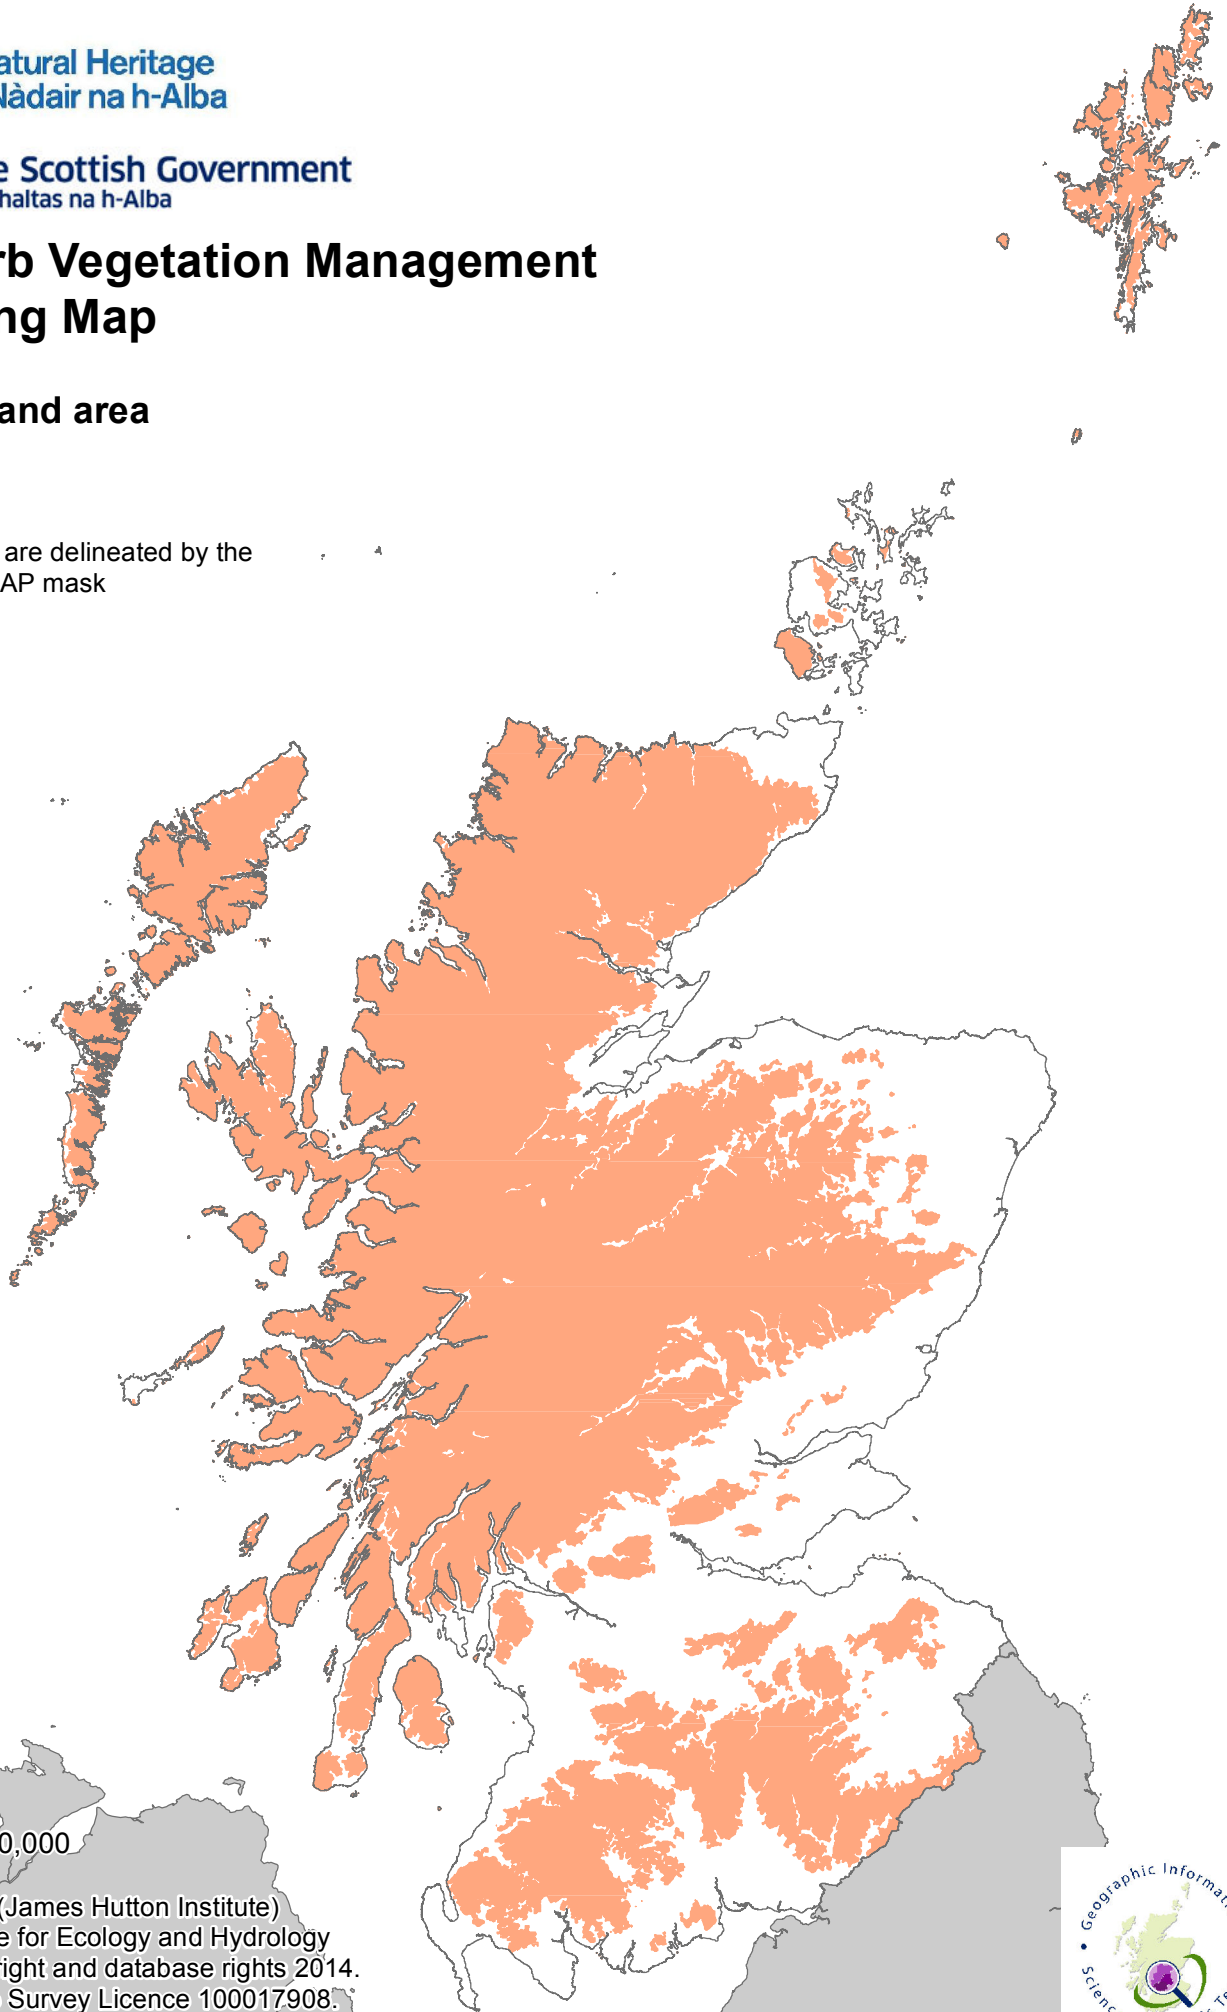 atural Heritage
Nàdair na h-Alba
e Scottish Government
haltas na h-Alba
rb Vegetation Management
ng Map
and area
are delineated by the
AP mask
0,000
(James Hutton Institute)
e for Ecology and Hydrology
right and database rights 2014.
Survey Licence 100017908.
Geographic Informat
Scienc